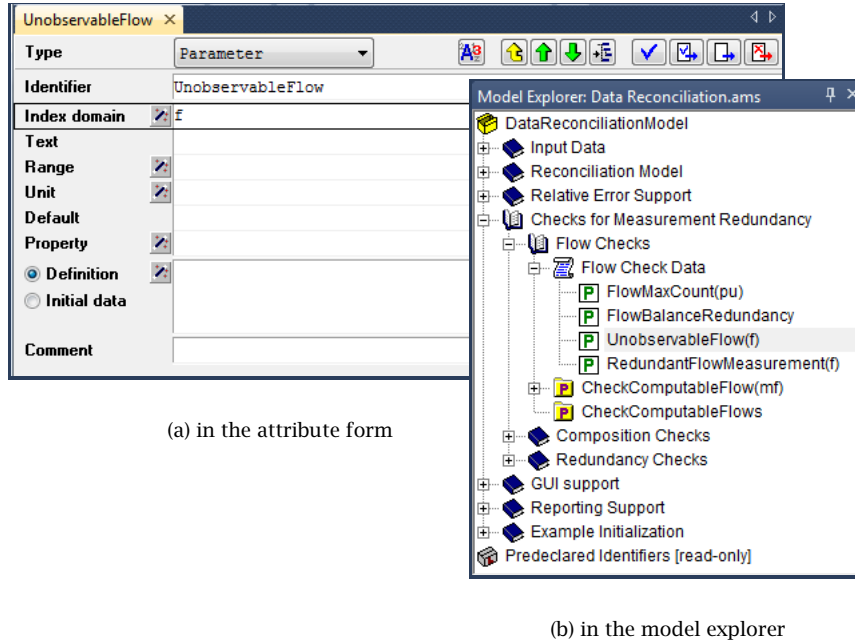 UnobservableFlow
Type
Parameter
Identifier
UnobservableFlow
Index domain
f
Text
Range
Unit
Default
Property
Definition
Initial data
Comment
(a) in the attribute form
Model Explorer: Data Reconciliation.ams
DataReconciliationModel
Input Data
Reconciliation Model
Relative Error Support
Checks for Measurement Redundancy
Flow Checks
Flow Check Data
P FlowMaxCount(pu)
P FlowBalanceRedundancy
P UnobservableFlow(f)
P RedundantFlowMeasurement(f)
P CheckComputableFlow(mf)
P CheckComputableFlows
Composition Checks
Redundancy Checks
GUI support
Reporting Support
Example Initialization
Predeclared Identifiers [read-only]
(b) in the model explorer